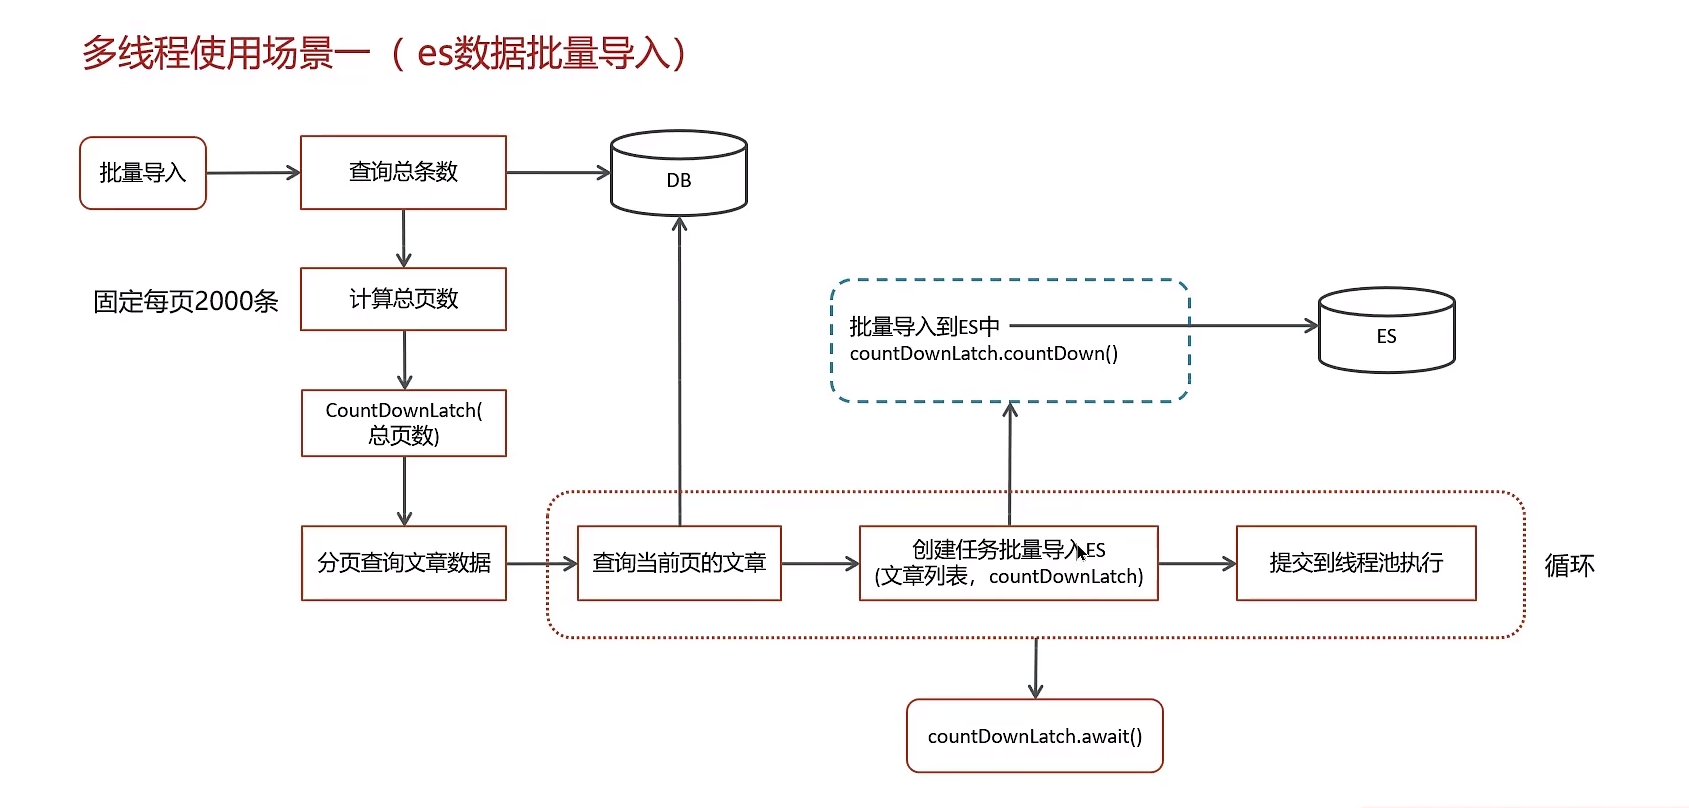 多线程使用场景一（ es数据批量导入）
批量导入
查询总条数
DB
固定每页2000条
计算总页数
批量导入到ES中
countDownLatch.countDown()
ES
CountDownLatch(
总页数)
分页查询文章数据
查询当前页的文章
创建任务批量导入ES
(文章列表，countDownLatch)
提交到线程池执行
循环
countDownLatch.await()